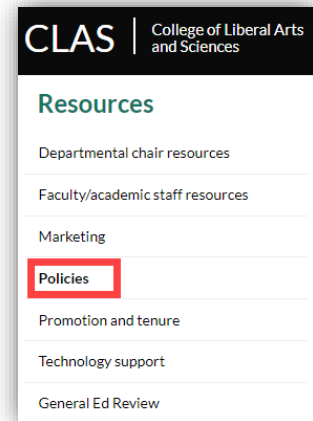 CLAS
College of Liberal Arts
and Sciences
Resources
Departmental chair resources
Faculty/academic staff resources
Marketing
Policies
Promotion and tenure
Technology support
General Ed Review